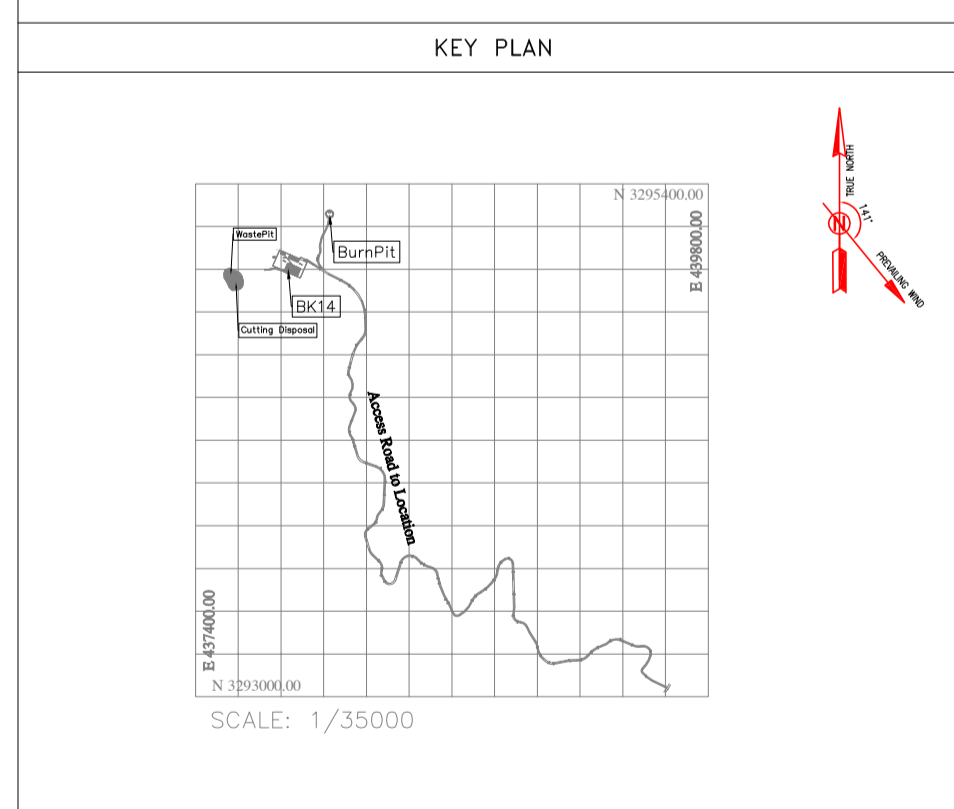 KEY PLAN
TRUE NORTH
N
141°
PREVAILING WIND
N 3295400.00
E 439800.00
WastePit
BurnPit
BK14
Cutting Disposal
Access Road to Location
E 437400.00
N 3293000.00
SCALE: 1/35000